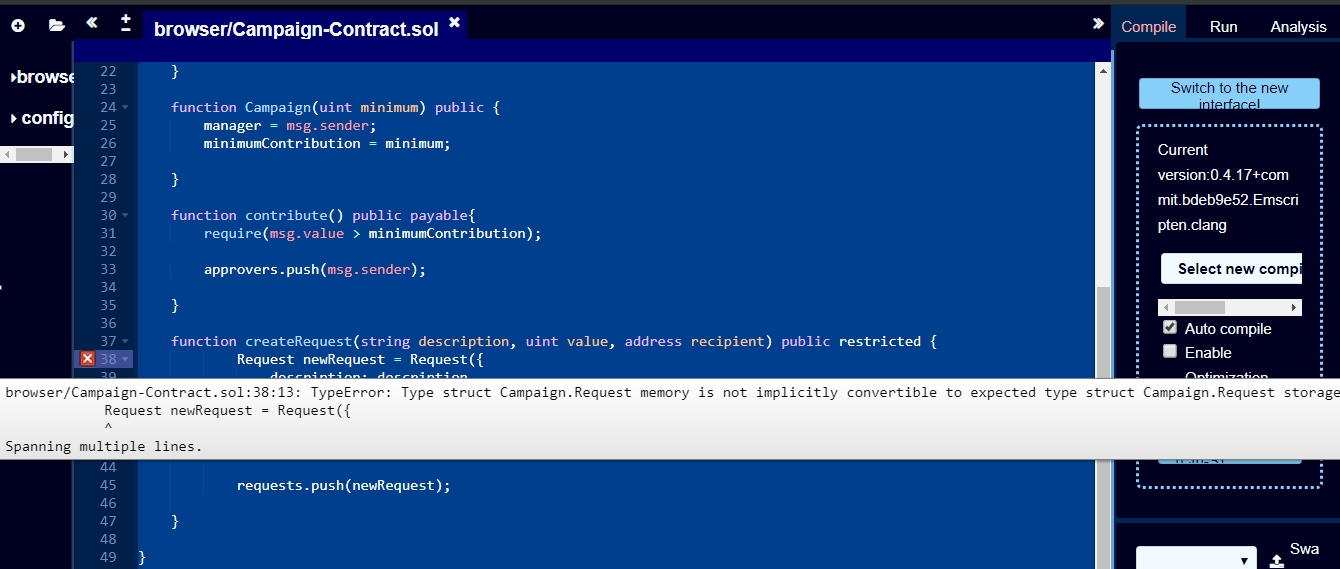 browser/Campaign-Contract.sol
Compile Run Analysis
browse
config
22 }
23
24 function Campaign(uint minimum) public {
25 manager = msg.sender;
26 minimumContribution = minimum;
27
28 }
29
30 function contribute() public payable{
31 require(msg.value > minimumContribution);
32
33 approvers.push(msg.sender);
34
35 }
36
37 function createRequest(string description, uint value, address recipient) public restricted {
38 Request newRequest = Request({
39 description: description
browser/Campaign-Contract.sol:38:13: TypeError: Type struct Campaign.Request memory is not implicitly convertible to expected type struct Campaign.Request storage
Request newRequest = Request({
^
Spanning multiple lines.
44
45 requests.push(newRequest);
46
47 }
48
49 }
Switch to the new
interface!
Current
version:0.4.17+com
mit.bdeb9e52.Emscri
pten.clang
Select new compi
Auto compile
Enable
Optimization
Swa